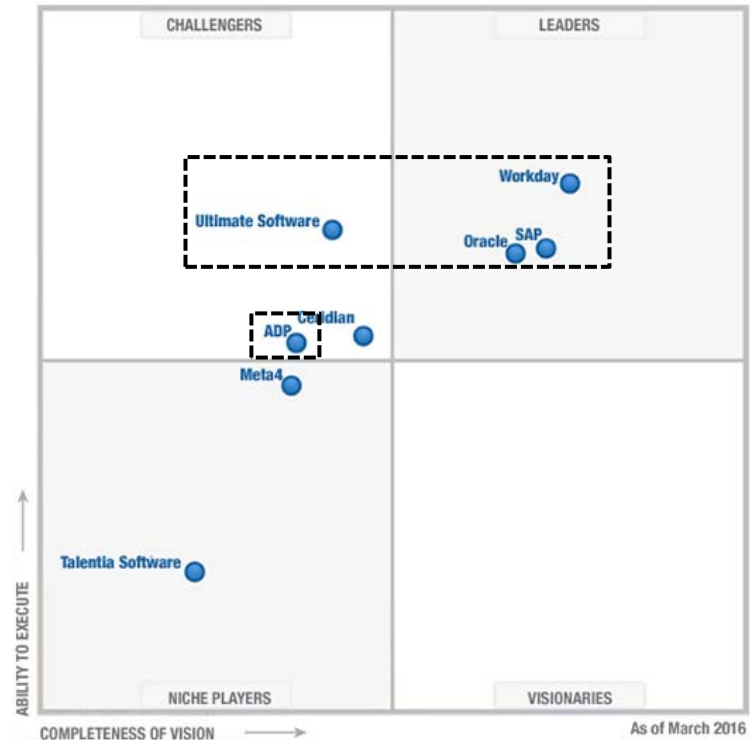 CHALLENGERS
LEADERS
Workday
Ultimate Software
Oracle
SAP
Ceridian
ADP
Meta4
Talentia Software
ABILITY TO EXECUTE
NICHE PLAYERS
VISIONARIES
COMPLETENESS OF VISION
As of March 2016